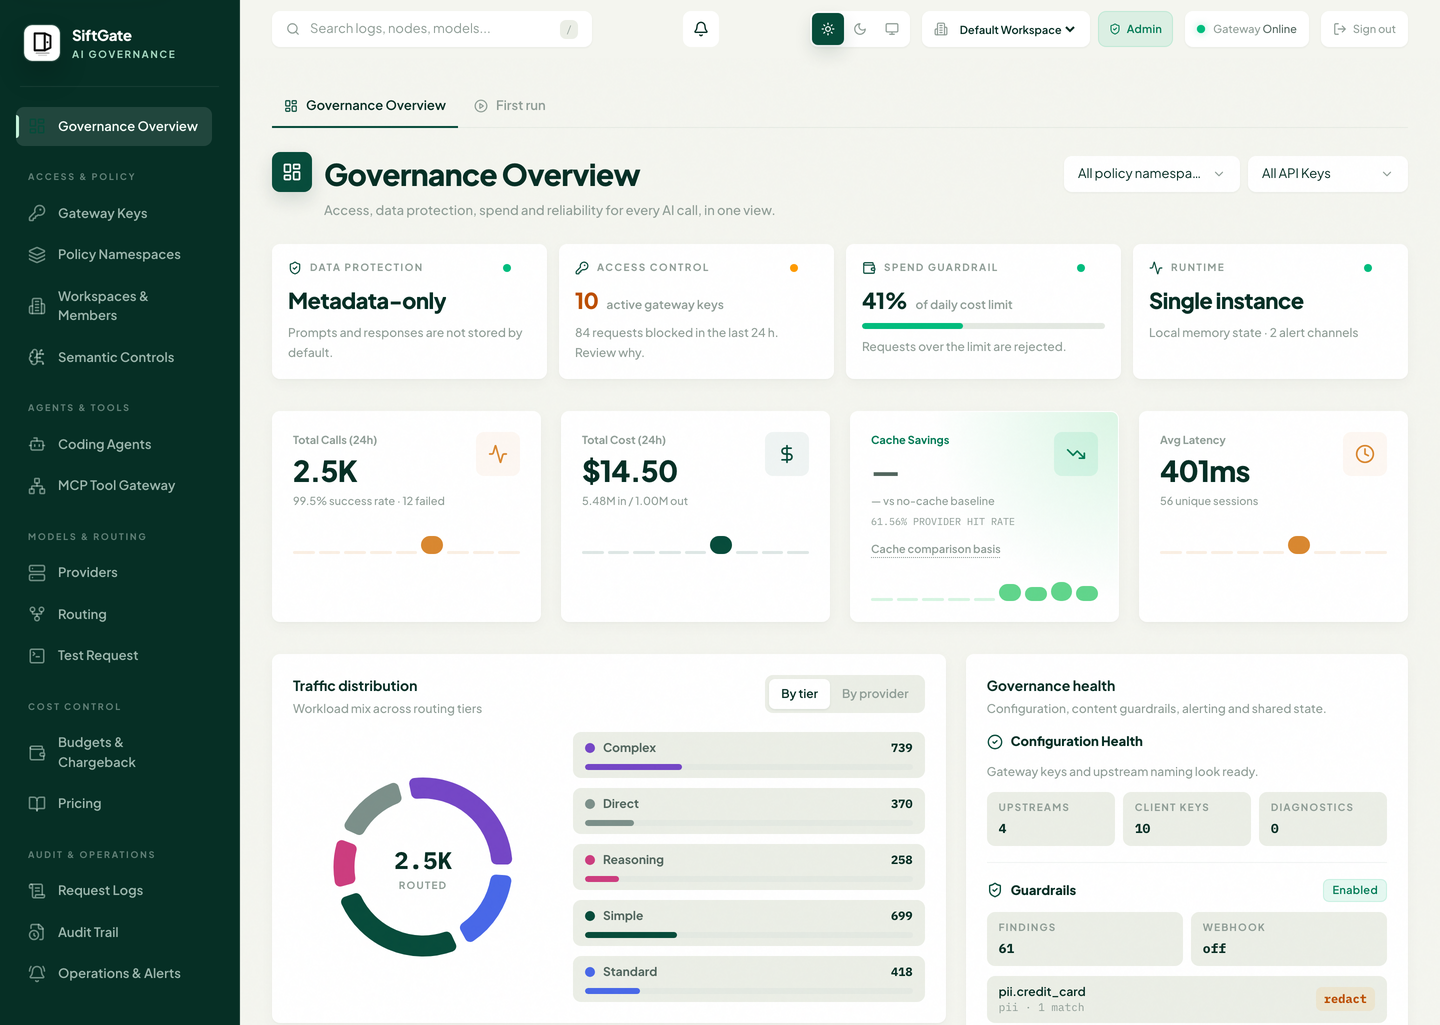 SiftGate
AI GOVERNANCE
Governance Overview
ACCESS & POLICY
Gateway Keys
Policy Namespaces
Workspaces &
Members
Semantic Controls
AGENTS & TOOLS
Coding Agents
MCP Tool Gateway
MODELS & ROUTING
Providers
Routing
Test Request
COST CONTROL
Budgets &
Chargeback
Pricing
AUDIT & OPERATIONS
Request Logs
Audit Trail
Operations & Alerts
Search logs, nodes, models... /
Default Workspace
Admin
Gateway Online
Sign out
Governance Overview
First run
Governance Overview
Access, data protection, spend and reliability for every AI call, in one view.
All policy namespa...
All API Keys
DATA PROTECTION
Metadata-only
Prompts and responses are not stored by
default.
ACCESS CONTROL
10 active gateway keys
84 requests blocked in the last 24 h.
Review why.
SPEND GUARDRAIL
41% of daily cost limit
Requests over the limit are rejected.
RUNTIME
Single instance
Local memory state · 2 alert channels
Total Calls (24h)
2.5K
99.5% success rate · 12 failed
Total Cost (24h)
$14.50
5.48M in / 1.00M out
Cache Savings
—
— vs no-cache baseline
61.56% PROVIDER HIT RATE
Cache comparison basis
Avg Latency
401ms
56 unique sessions
Traffic distribution
Workload mix across routing tiers
By tier
By provider
2.5K
ROUTED
Complex 739
Direct 370
Reasoning 258
Simple 699
Standard 418
Governance health
Configuration, content guardrails, alerting and shared state.
Configuration Health
Gateway keys and upstream naming look ready.
UPSTREAMS
4
CLIENT KEYS
10
DIAGNOSTICS
0
Guardrails
Enabled
FINDINGS
61
WEBHOOK
off
pii.credit_card
pii · 1 match
redact